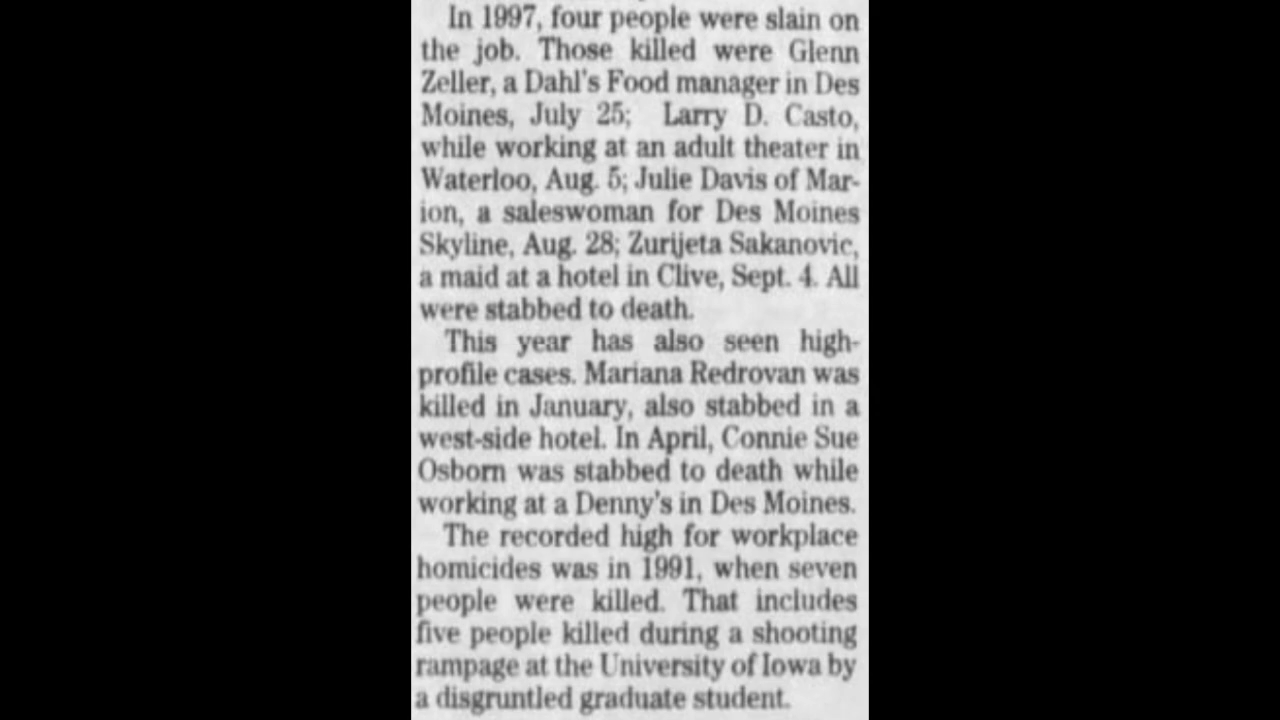 In 1997, four people were slain on
the job. Those killed were Glenn
Zeller, a Dahl's Food manager in Des
Moines, July 25; Larry D. Casto,
while working at an adult theater in
Waterloo, Aug. 5; Julie Davis of Mar-
ion, a saleswoman for Des Moines
Skyline, Aug. 28; Zurijeta Sakanovic,
a maid at a hotel in Clive, Sept. 4. All
were stabbed to death.
This year has also seen high-
profile cases. Mariana Redrovan was
killed in January, also stabbed in a
west-side hotel. In April, Connie Sue
Osborn was stabbed to death while
working at a Denny's in Des Moines.
The recorded high for workplace
homicides was in 1991, when seven
people were killed. That includes
five people killed during a shooting
rampage at the University of Iowa by
a disgruntled graduate student.